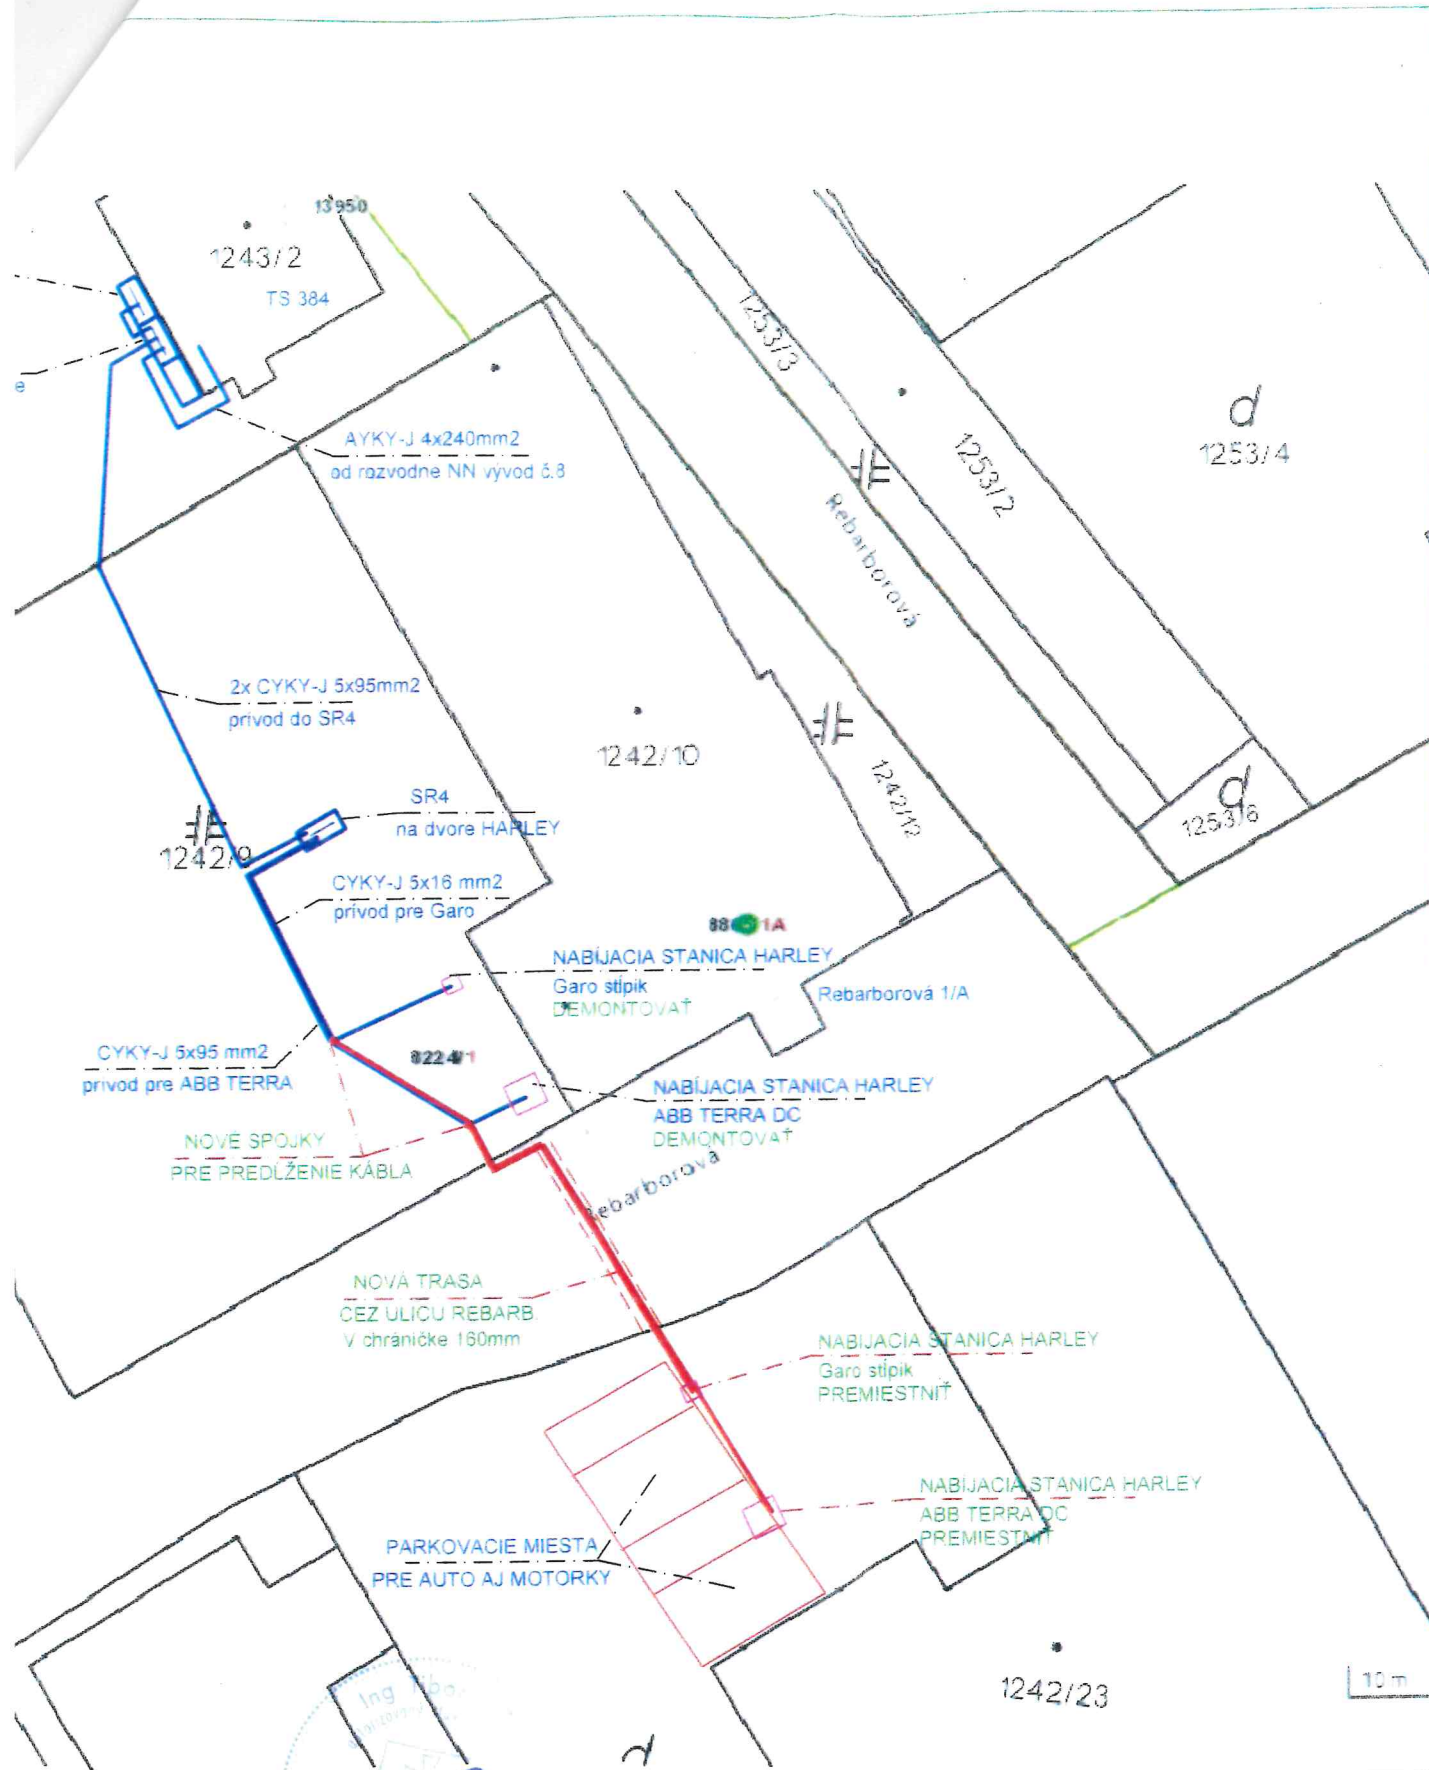 13950
1243/2
TS 384
e
AYKY-J 4x240mm2
od rozvodne NN vývod č.8
1253/3
1253/2
d
1253/4
Rebarborová
2x CYKY-J 5x95mm2
prívod do SR4
1242/10
1242/12
d
1253/6
SR4
na dvore HARLEY
1242/9
CYKY-J 5x16 mm2
prívod pre Garo
1A
NABÍJACIA STANICA HARLEY
Garo stĺpik
DEMONTOVAŤ
Rebarborová 1/A
CYKY-J 5x95 mm2
prívod pre ABB TERRA
NABÍJACIA STANICA HARLEY
ABB TERRA DC
DEMONTOVAŤ
NOVÉ SPOJKY
PRE PREDĹŽENIE KÁBLA
Rebarborová
NOVÁ TRASA
CEZ ULICU REBARB.
V chráničke 160mm
NABIJACIA STANICA HARLEY
Garo stĺpik
PREMIESTNIŤ
NABIJACIA STANICA HARLEY
ABB TERRA DC
PREMIESTNIŤ
PARKOVACIE MIESTA
PRE AUTO AJ MOTORKY
1242/23
10 m
Ing
d